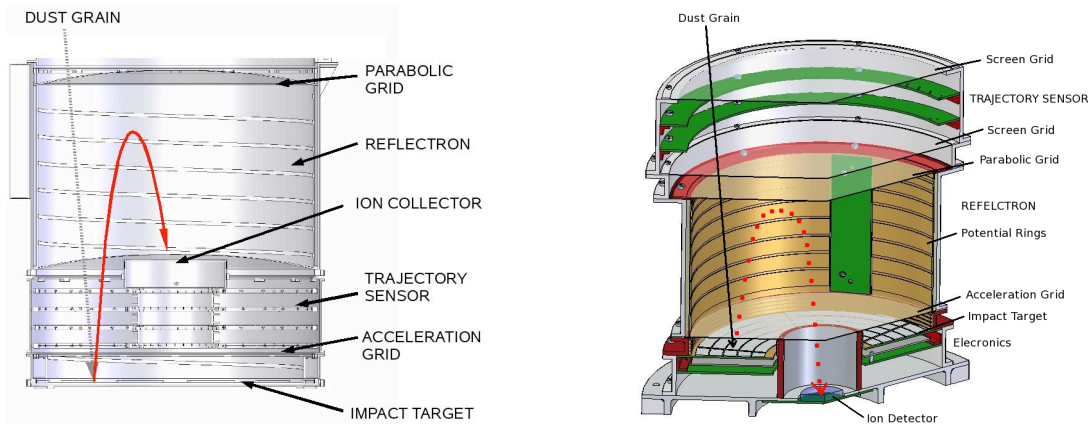 DUST GRAIN
PARABOLIC
GRID
REFLECTRON
ION COLLECTOR
TRAJECTORY
SENSOR
ACCELERATION
GRID
IMPACT TARGET
Dust Grain
Screen Grid
TRAJECTORY SENSOR
Screen Grid
Parabolic Grid
REFELCTRON
Potential Rings
Acceleration Grid
Impact Target
Elecronics
Ion Detector